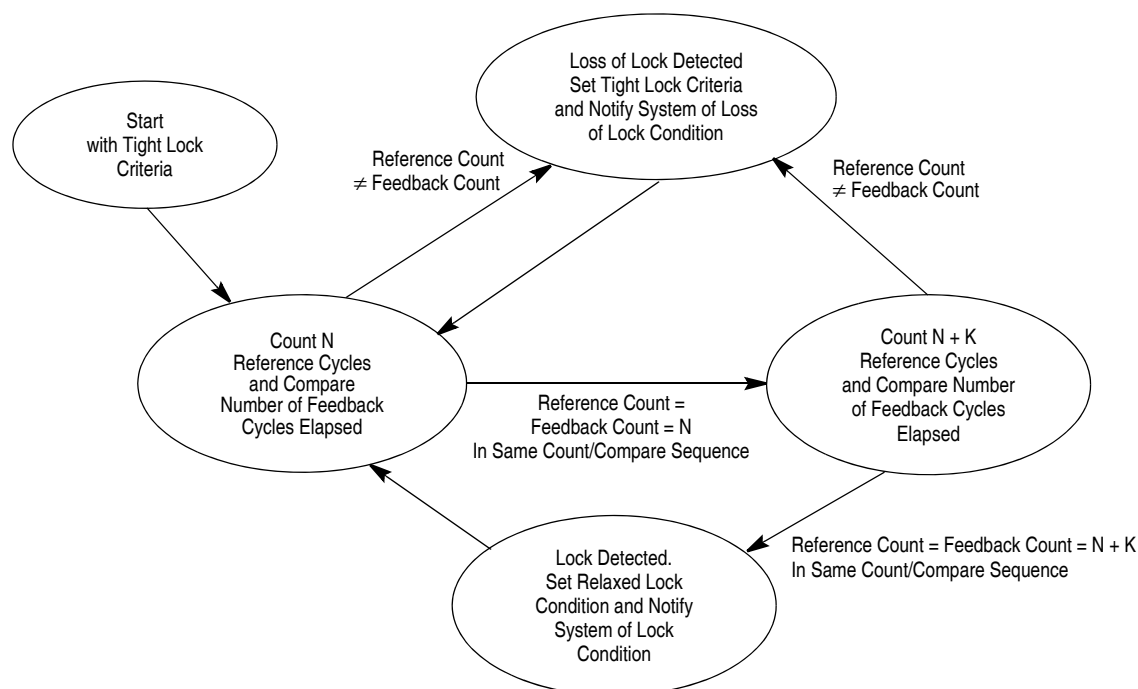 Start
with Tight Lock
Criteria
Loss of Lock Detected
Set Tight Lock Criteria
and Notify System of Loss
of Lock Condition
Reference Count
≠ Feedback Count
Reference Count
≠ Feedback Count
Count N
Reference Cycles
and Compare
Number of Feedback
Cycles Elapsed
Reference Count =
Feedback Count = N
In Same Count/Compare Sequence
Count N + K
Reference Cycles
and Compare Number
of Feedback Cycles
Elapsed
Lock Detected.
Set Relaxed Lock
Condition and Notify
System of Lock
Condition
Reference Count = Feedback Count = N + K
In Same Count/Compare Sequence